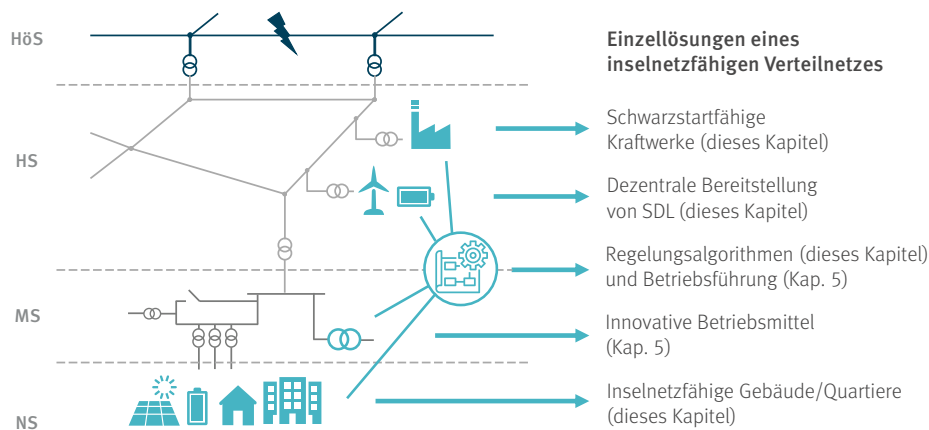 HöS
HS
MS
NS
Einzellösungen eines
inselnetzfähigen Verteilnetzes
Schwarzstartfähige
Kraftwerke (dieses Kapitel)
Dezentrale Bereitstellung
von SDL (dieses Kapitel)
Regelungsalgorithmen (dieses Kapitel)
und Betriebsführung (Kap. 5)
Innovative Betriebsmittel
(Kap. 5)
Inselnetzfähige Gebäude/Quartiere
(dieses Kapitel)